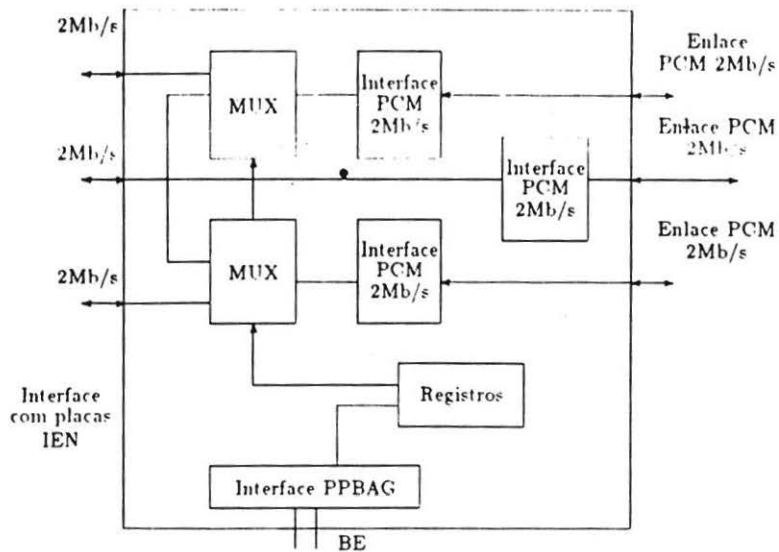 2Mb/s
Enlace
PCM 2Mb/s
MUX
Interface
PCM
2Mb/s
2Mb/s
Enlace PCM
2Mb/s
Interface
PCM
2Mb/s
Enlace PCM
2Mb/s
2Mb/s
MUX
Interface
PCM
2Mb/s
Interface
com placas
IEN
Registros
Interface PPBAG
BE